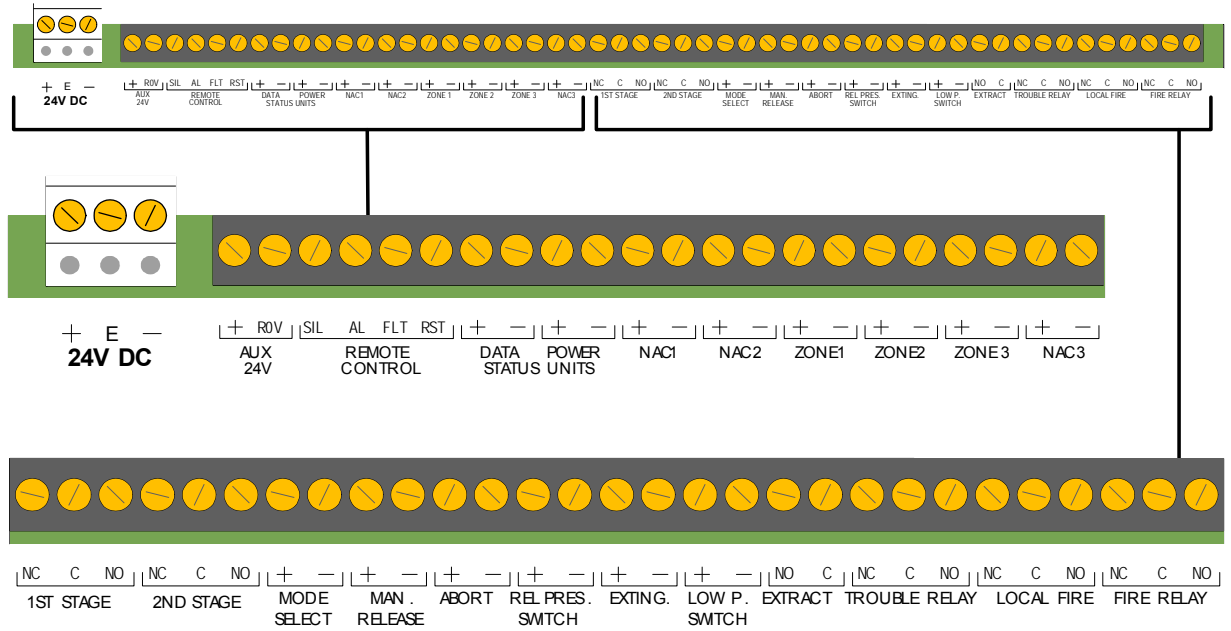 + E −
24V DC
+ R0V SIL AL FLT RST + − + − + − + − + − + − + − + − NC C NO NC C NO + − + − + − + − + − + − NO C NC C NO NC C NO NC C NO
AUX REMOTE DATA POWER NAC1 NAC2 ZONE 1 ZONE 2 ZONE 3 NAC3 1ST STAGE 2ND STAGE MODE MAN. ABORT REL PRES. EXTING. LOW P. EXTRACT TROUBLE RELAY LOCAL FIRE FIRE RELAY
24V CONTROL STATUS UNITS SELECT RELEASE SWITCH SWITCH
+ E −
24V DC
+ R0V SIL AL FLT RST + − + − + − + − + − + − + − + −
AUX REMOTE DATA POWER NAC1 NAC2 ZONE1 ZONE2 ZONE 3 NAC3
24V CONTROL STATUS UNITS
NC C NO NC C NO + − + − + − + − + − + − NO C NC C NO NC C NO NC C NO
1ST STAGE 2ND STAGE MODE MAN. ABORT REL PRES. EXTING. LOW P. EXTRACT TROUBLE RELAY LOCAL FIRE FIRE RELAY
SELECT RELEASE SWITCH SWITCH